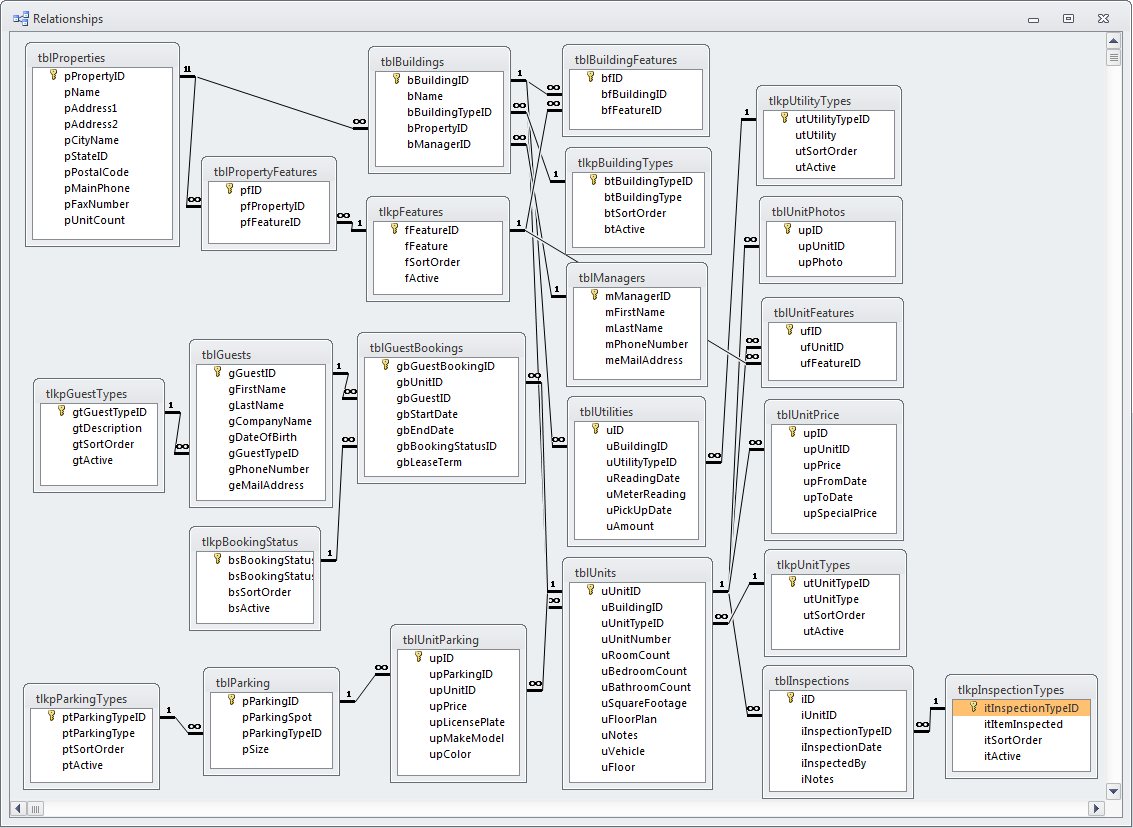 Relationships
tblProperties
pPropertyID
pName
pAddress1
pAddress2
pCityName
pStateID
pPostalCode
pMainPhone
pFaxNumber
pUnitCount
tblPropertyFeatures
pfID
pfPropertyID
pfFeatureID
tblBuildings
bBuildingID
bName
bBuildingTypeID
bPropertyID
bManagerID
tlkpFeatures
fFeatureID
fFeature
fSortOrder
fActive
tblBuildingFeatures
bfID
bfBuildingID
bfFeatureID
tlkpBuildingTypes
btBuildingTypeID
btBuildingType
btSortOrder
btActive
tblManagers
mManagerID
mFirstName
mLastName
mPhoneNumber
meMailAddress
tlkpUtilityTypes
utUtilityTypeID
utUtility
utSortOrder
utActive
tblUnitPhotos
upID
upUnitID
upPhoto
tblUnitFeatures
ufID
ufUnitID
ufFeatureID
tlkpGuestTypes
gtGuestTypeID
gtDescription
gtSortOrder
gtActive
tblGuests
gGuestID
gFirstName
gLastName
gCompanyName
gDateOfBirth
gGuestTypeID
gPhoneNumber
geMailAddress
tblGuestBookings
gbGuestBookingID
gbUnitID
gbGuestID
gbStartDate
gbEndDate
gbBookingStatusID
gbLeaseTerm
tblUtilities
uID
uBuildingID
uUtilityTypeID
uReadingDate
uMeterReading
uPickUpDate
uAmount
tblUnitPrice
upID
upUnitID
upPrice
upFromDate
upToDate
upSpecialPrice
tlkpBookingStatus
bsBookingStatus
bsBookingStatus
bsSortOrder
bsActive
tblUnits
uUnitID
uBuildingID
uUnitTypeID
uUnitNumber
uRoomCount
uBedroomCount
uBathroomCount
uSquareFootage
uFloorPlan
uNotes
uVehicle
uFloor
tlkpUnitTypes
utUnitTypeID
utUnitType
utSortOrder
utActive
tlkpParkingTypes
ptParkingTypeID
ptParkingType
ptSortOrder
ptActive
tblParking
pParkingID
pParkingSpot
pParkingTypeID
pSize
tblUnitParking
upID
upParkingID
upUnitID
upPrice
upLicensePlate
upMakeModel
upColor
tblInspections
iID
iUnitID
iInspectionTypeID
iInspectionDate
iInspectedBy
iNotes
tlkpInspectionTypes
itInspectionTypeID
itItemInspected
itSortOrder
itActive